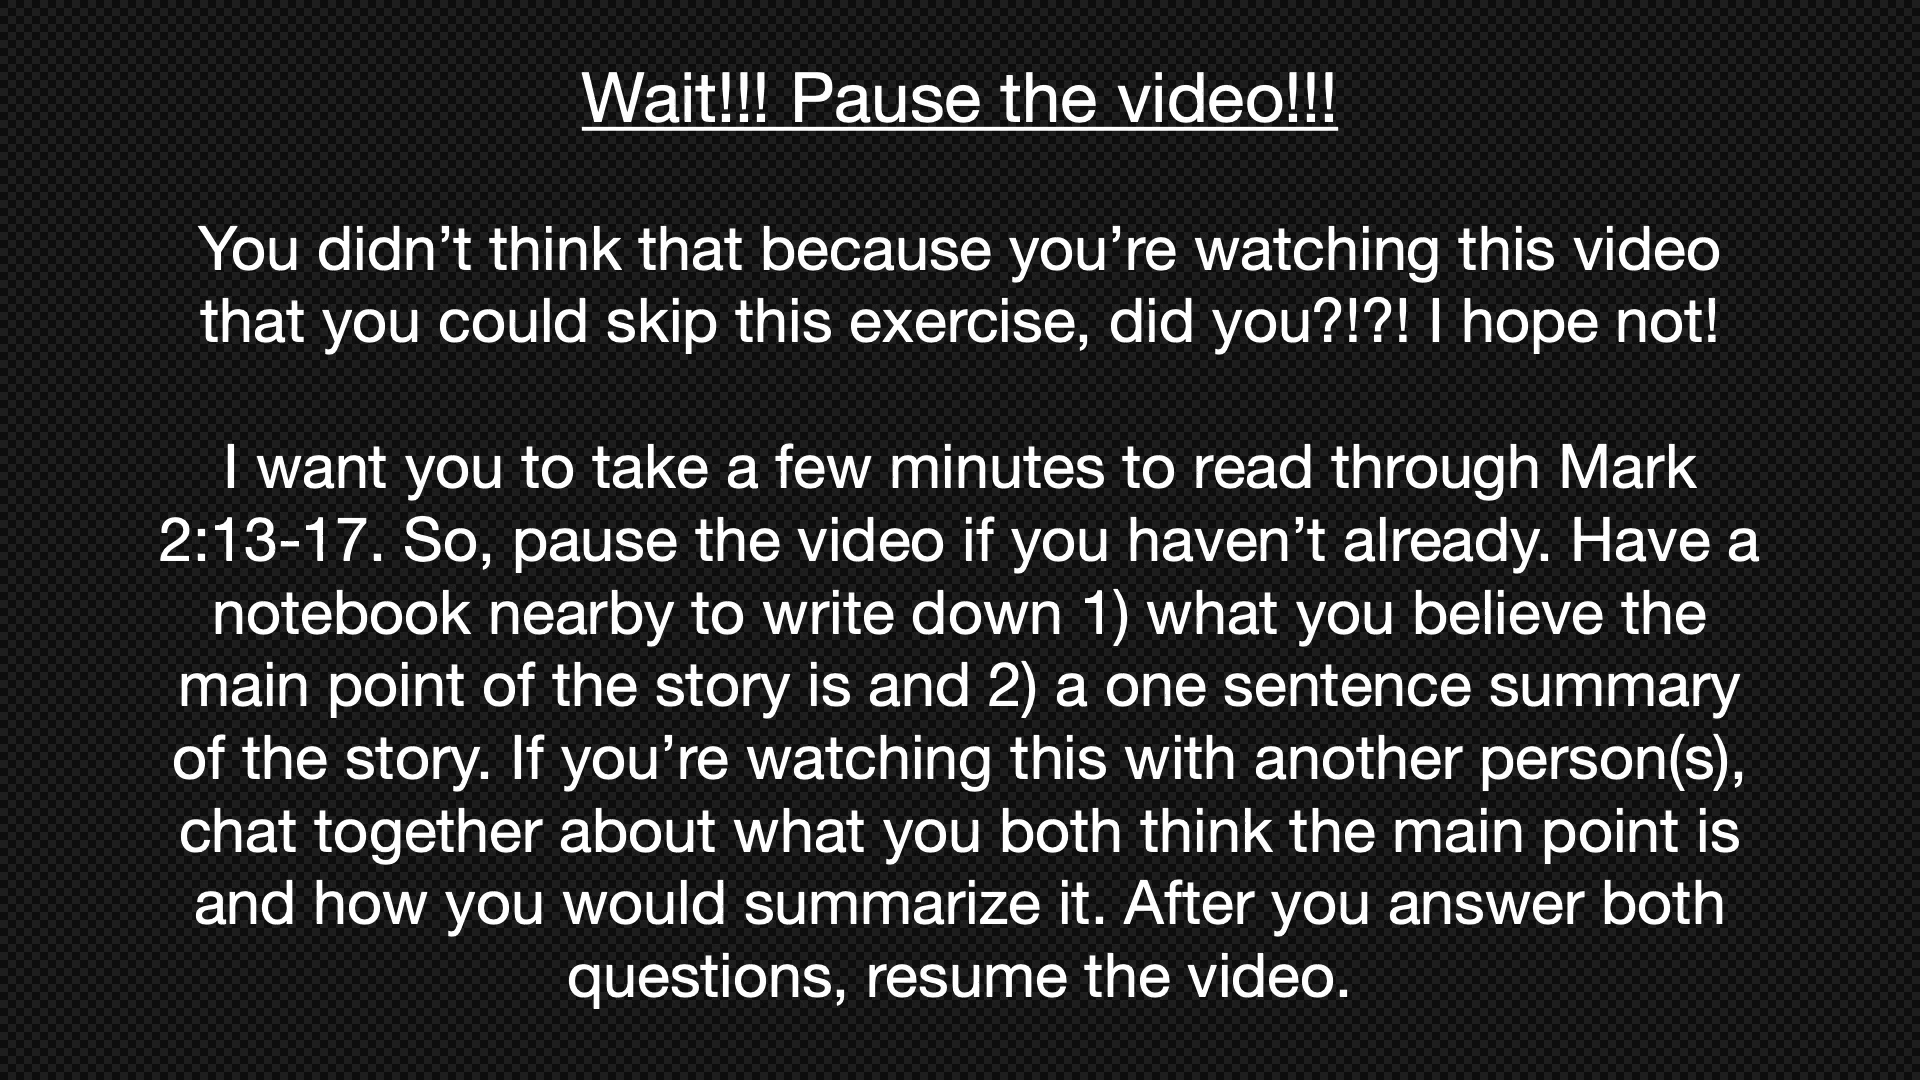 Wait!!! Pause the video!!!
You didn’t think that because you’re watching this video
that you could skip this exercise, did you?!?! I hope not!
I want you to take a few minutes to read through Mark
2:13-17. So, pause the video if you haven’t already. Have a
notebook nearby to write down 1) what you believe the
main point of the story is and 2) a one sentence summary
of the story. If you’re watching this with another person(s),
chat together about what you both think the main point is
and how you would summarize it. After you answer both
questions, resume the video.